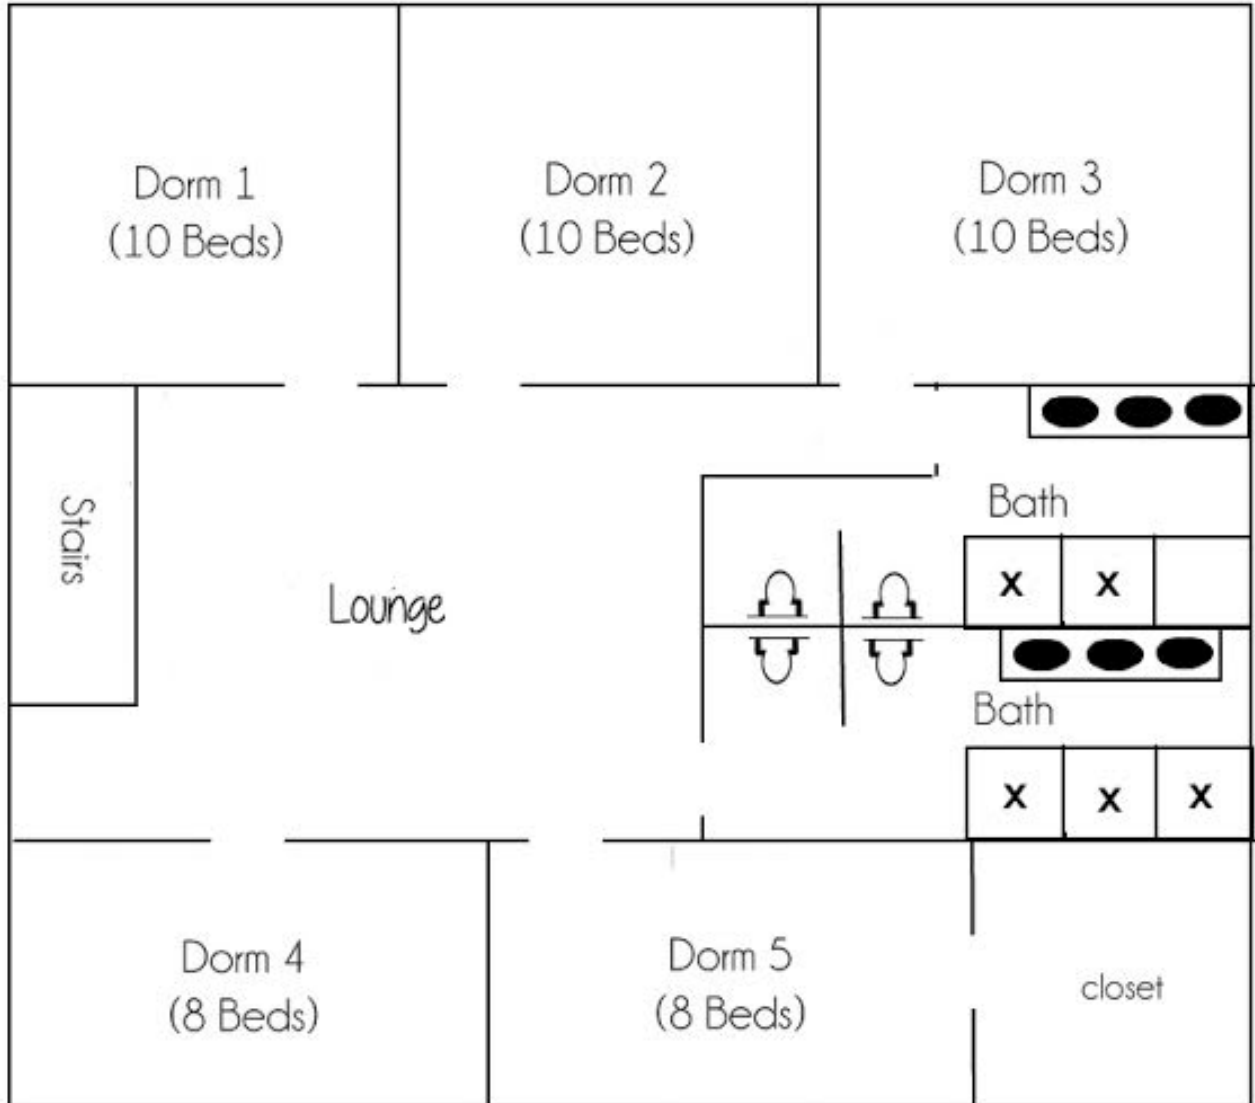 Dorm 1
(10 Beds)
Dorm 2
(10 Beds)
Dorm 3
(10 Beds)
Stairs
Lounge
Bath
X X
Bath
X X X
Dorm 4
(8 Beds)
Dorm 5
(8 Beds)
closet